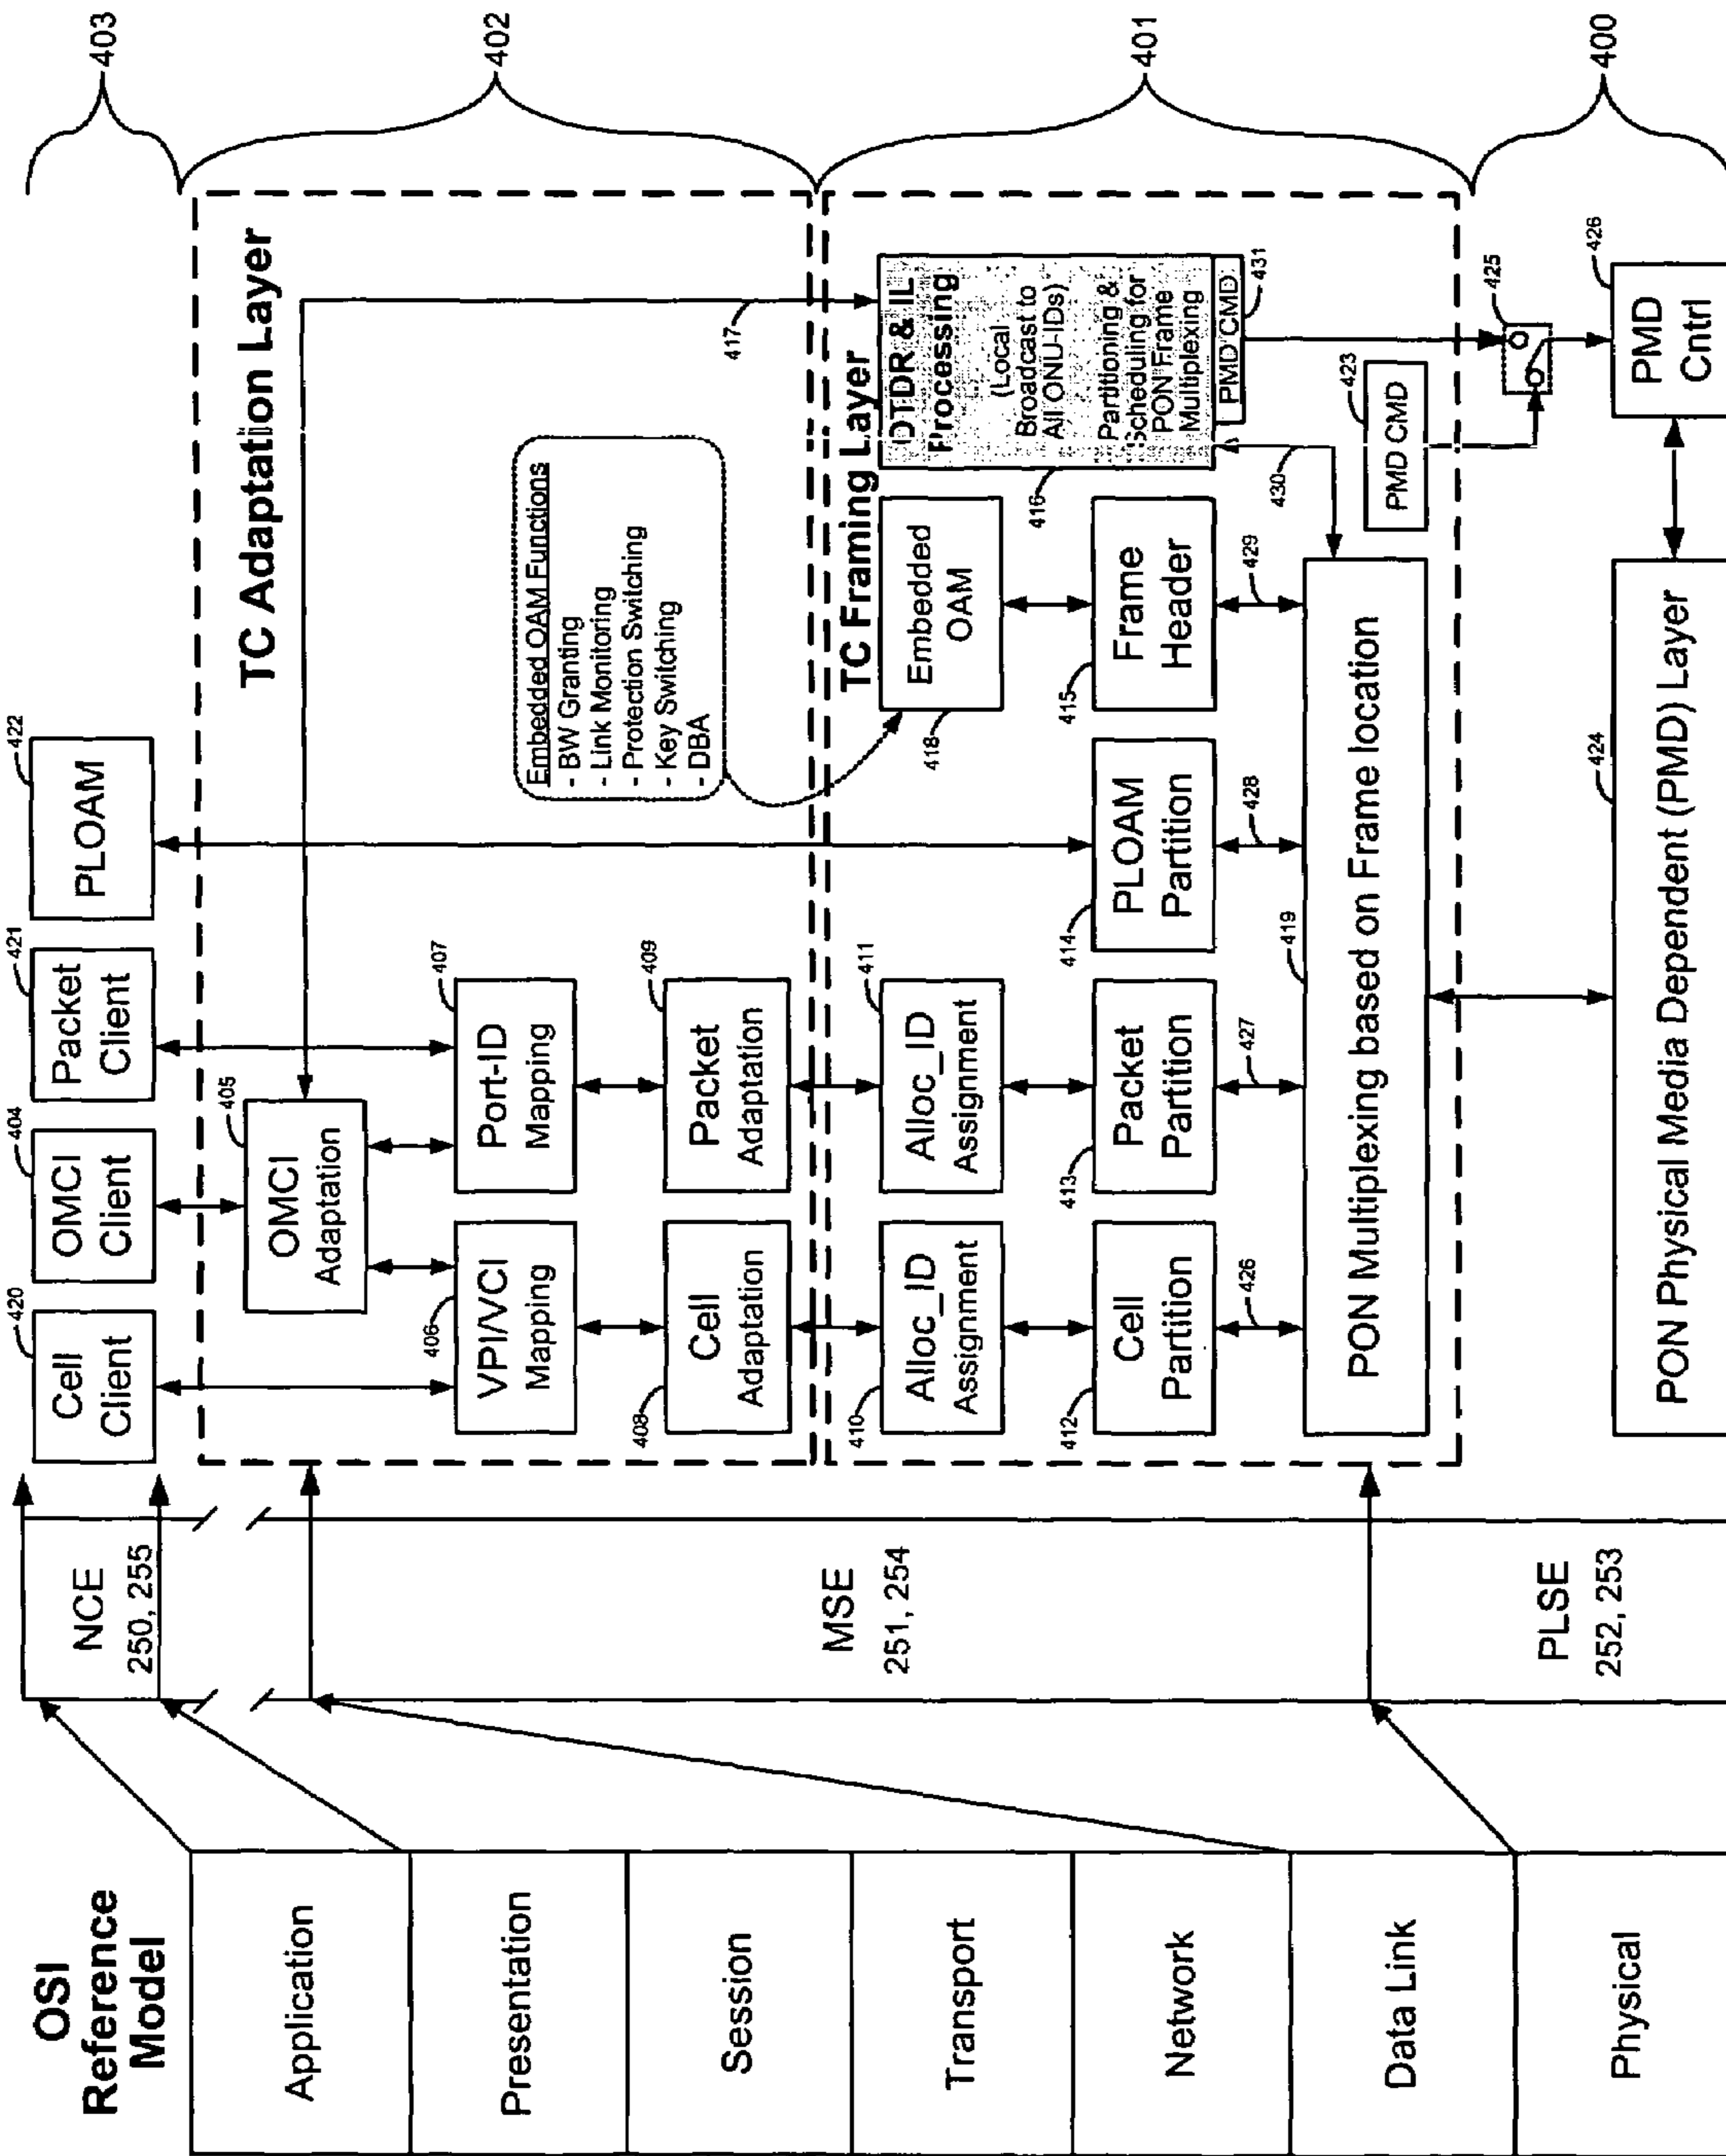 OSI
Reference
Model
Application
Presentation
Session
Transport
Network
Data Link
Physical
NCE
250, 255
MSE
251, 254
PLSE
252, 253
420
Cell
Client
404
OMCI
Client
421
Packet
Client
422
PLOAM
403
TC Adaptation Layer
402
405
OMCI
Adaptation
406
VPI/VCI
Mapping
407
Port-ID
Mapping
408
Cell
Adaptation
409
Packet
Adaptation
Embedded OAM Functions
- BW Granting
- Link Monitoring
- Protection Switching
- Key Switching
- DBA
417
TC Framing Layer
401
410
Alloc_ID
Assignment
411
Alloc_ID
Assignment
418
Embedded
OAM
416
OTDR & IL
Processing
(Local
Broadcast to
All ONU-IDs)
Partitioning &
Scheduling for
PON Frame
Multiplexing
PMD CMD
431
412
Cell
Partition
413
Packet
Partition
414
PLOAM
Partition
415
Frame
Header
426
427
428
429
430
419
PON Multiplexing based on Frame location
423
PMD CMD
425
400
424
PON Physical Media Dependent (PMD) Layer
426
PMD
Cntrl